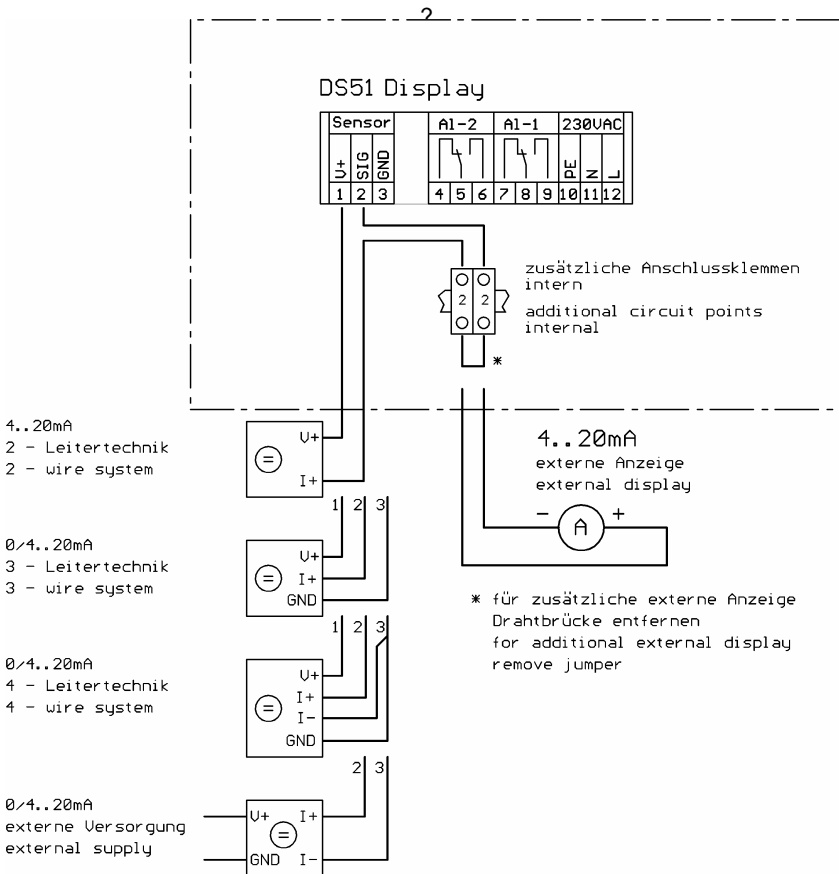 ?
DS51 Display
Sensor Al-2 Al-1 230VAC
V+ SIG GND PE N L
1 2 3 4 5 6 7 8 9 10 11 12
zusätzliche Anschlussklemmen
intern
2 2
additional circuit points
internal
*
4..20mA
2 - Leitertechnik
2 - wire system
V+
=
I+
4..20mA
externe Anzeige
external display
- A +
1 2 3
0/4..20mA
3 - Leitertechnik
3 - wire system
V+
= I+
GND
* für zusätzliche externe Anzeige
Drahtbrücke entfernen
for additional external display
remove jumper
1 2 3
0/4..20mA
4 - Leitertechnik
4 - wire system
V+
I+
= I-
GND
2 3
0/4..20mA
externe Versorgung
external supply
V+ I+
=
GND I-